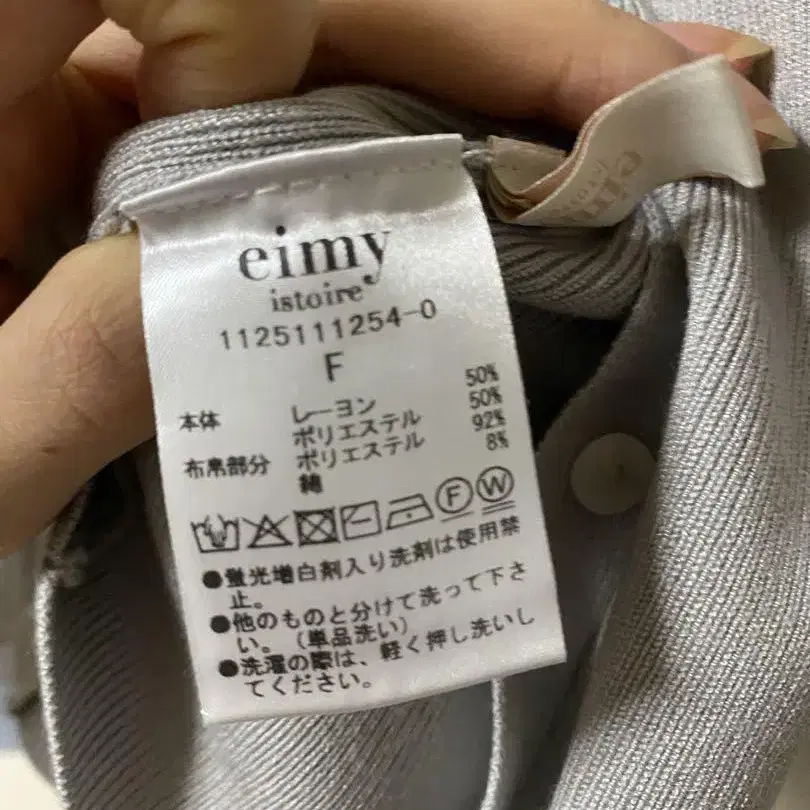 eimy
istoire
1125111254-0
F
本体 レーヨン 50%
ポリエステル 50%
布帛部分 ポリエステル 92%
綿 8%
F W
●蛍光増白剤入り洗剤は使用禁
止。
●他のものと分けて洗って下さ
い。(単品洗い)
●洗濯の際は、軽く押し洗いし
てください。